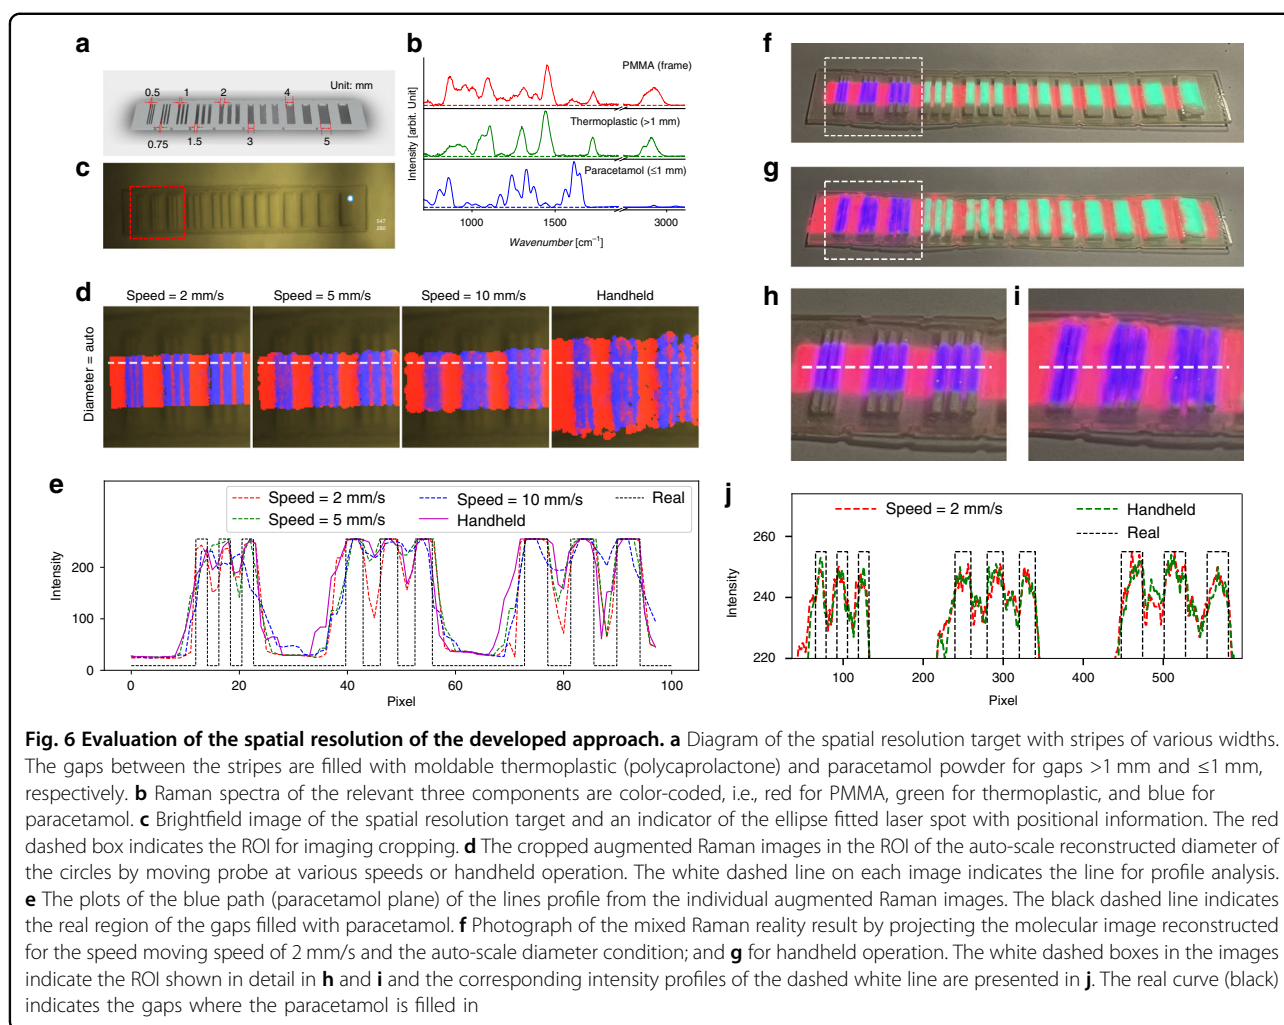 a
Unit: mm
0.5
1
2
4
0.75
1.5
3
5
b
PMMA (frame)
Thermoplastic (>1 mm)
Paracetamol (≤1 mm)
Intensity [arbit. Unit]
1000
1500
3000
Wavenumber [cm⁻¹]
c
547
280
d
Speed = 2 mm/s
Speed = 5 mm/s
Speed = 10 mm/s
Handheld
Diameter = auto
e
Speed = 2 mm/s
Speed = 5 mm/s
Speed = 10 mm/s
Handheld
Real
Intensity
200
100
0
0
20
40
60
80
100
Pixel
f
g
h
i
j
Speed = 2 mm/s
Handheld
Real
Intensity
260
240
220
100
200
300
400
500
Pixel
Fig. 6 Evaluation of the spatial resolution of the developed approach. a Diagram of the spatial resolution target with stripes of various widths.
The gaps between the stripes are filled with moldable thermoplastic (polycaprolactone) and paracetamol powder for gaps >1 mm and ≤1 mm,
respectively. b Raman spectra of the relevant three components are color-coded, i.e., red for PMMA, green for thermoplastic, and blue for
paracetamol. c Brightfield image of the spatial resolution target and an indicator of the ellipse fitted laser spot with positional information. The red
dashed box indicates the ROI for imaging cropping. d The cropped augmented Raman images in the ROI of the auto-scale reconstructed diameter of
the circles by moving probe at various speeds or handheld operation. The white dashed line on each image indicates the line for profile analysis.
e The plots of the blue path (paracetamol plane) of the lines profile from the individual augmented Raman images. The black dashed line indicates
the real region of the gaps filled with paracetamol. f Photograph of the mixed Raman reality result by projecting the molecular image reconstructed
for the speed moving speed of 2 mm/s and the auto-scale diameter condition; and g for handheld operation. The white dashed boxes in the images
indicate the ROI shown in detail in h and i and the corresponding intensity profiles of the dashed white line are presented in j. The real curve (black)
indicates the gaps where the paracetamol is filled in